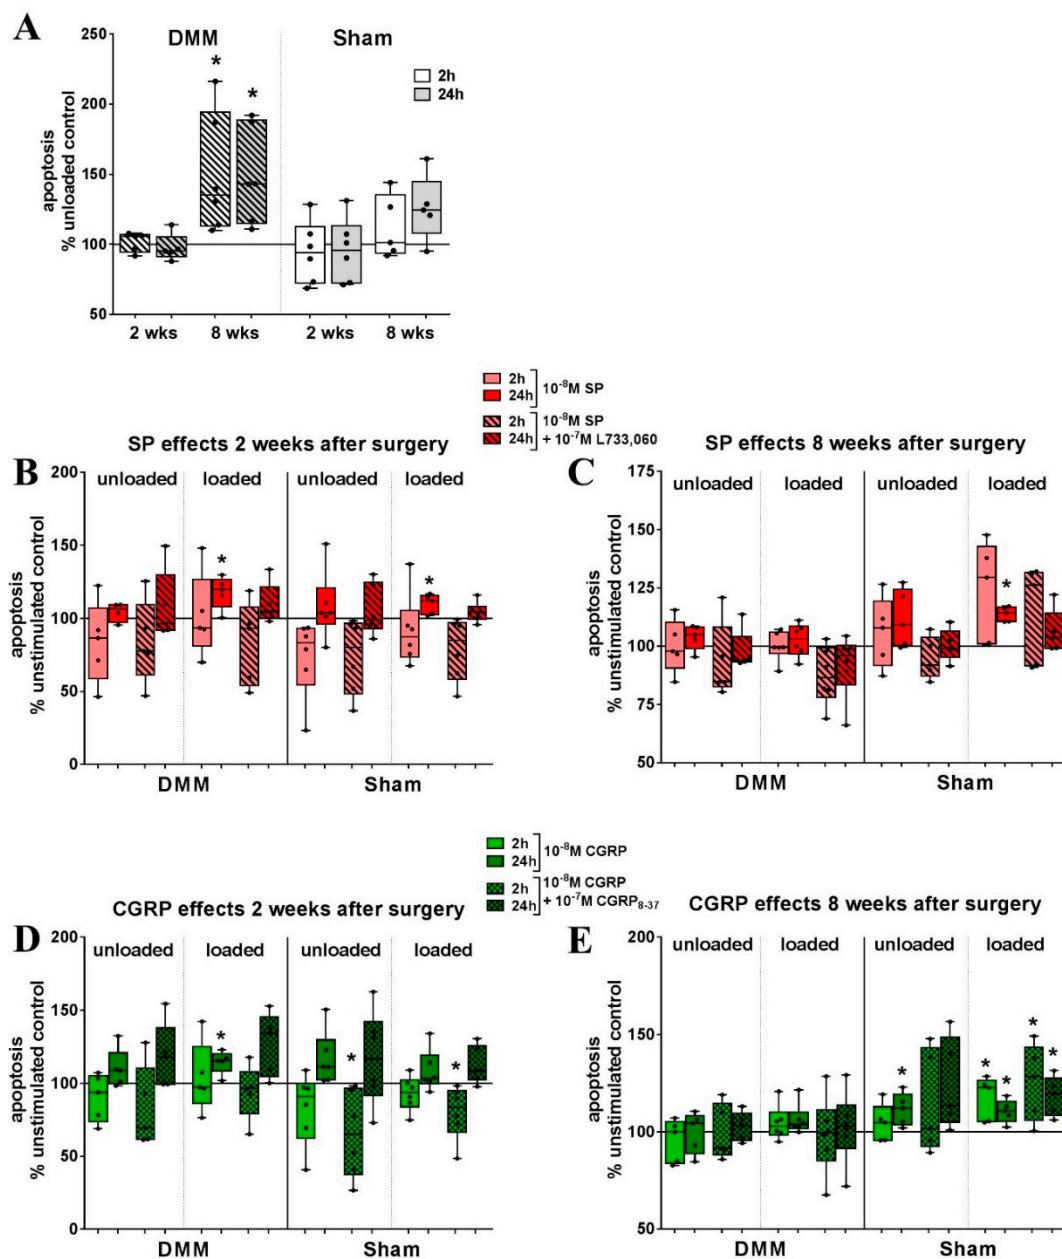 A
DMM
Sham
apoptosis
% unloaded control
250
200
150
100
50
*
*
2h
24h
2 wks
8 wks
2 wks
8 wks
2h
24h
10⁻⁸M SP
2h
24h
10⁻⁸M SP
+ 10⁻⁷M L733,060
SP effects 2 weeks after surgery
B
apoptosis
% unstimulated control
200
150
100
50
0
unloaded
loaded
unloaded
loaded
*
*
DMM
Sham
SP effects 8 weeks after surgery
C
apoptosis
% unstimulated control
175
150
125
100
75
50
unloaded
loaded
unloaded
loaded
*
DMM
Sham
2h
24h
10⁻⁸M CGRP
2h
24h
10⁻⁸M CGRP
+ 10⁻⁷M CGRP₈₋₃₇
CGRP effects 2 weeks after surgery
D
apoptosis
% unstimulated control
200
150
100
50
0
unloaded
loaded
unloaded
loaded
*
*
*
DMM
Sham
CGRP effects 8 weeks after surgery
E
apoptosis
% unstimulated control
200
150
100
50
unloaded
loaded
unloaded
loaded
*
*
*
*
*
DMM
Sham